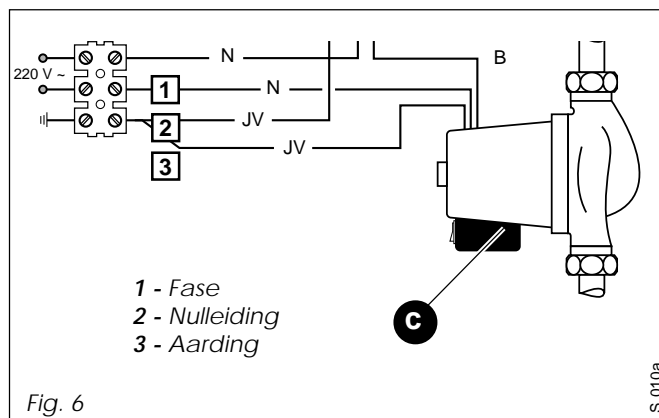 N
B
220 V ~
1
N
2
JV
JV
3
1 - Fase
2 - Nulleiding
3 - Aarding
C
Fig. 6
S 010a